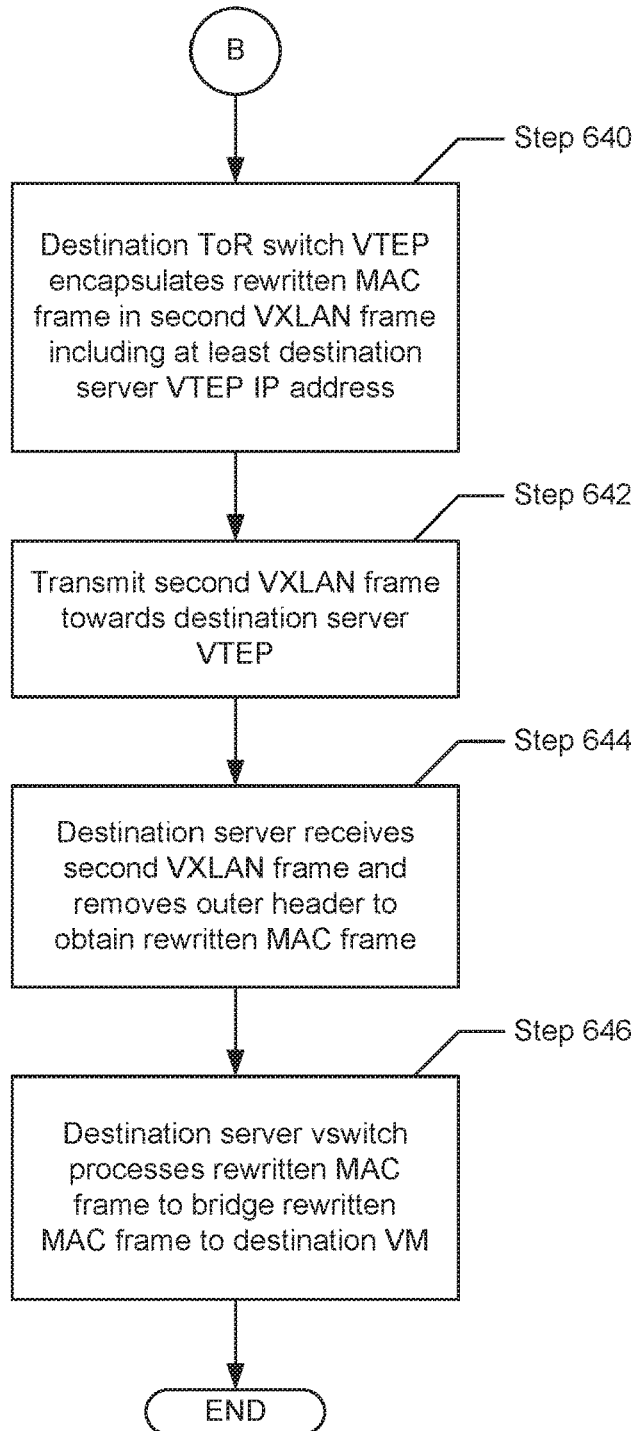 B
Step 640
Destination ToR switch VTEP
encapsulates rewritten MAC
frame in second VXLAN frame
including at least destination
server VTEP IP address
Step 642
Transmit second VXLAN frame
towards destination server
VTEP
Step 644
Destination server receives
second VXLAN frame and
removes outer header to
obtain rewritten MAC frame
Step 646
Destination server vswitch
processes rewritten MAC
frame to bridge rewritten
MAC frame to destination VM
END